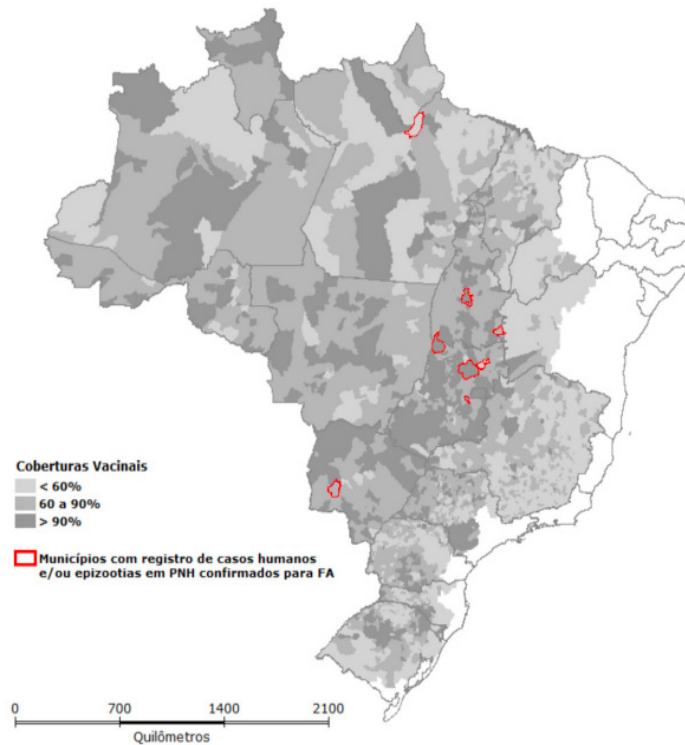 Coberturas Vacinais
< 60%
60 a 90%
> 90%
Municípios com registro de casos humanos
e/ou epizootias em PNH confirmados para FA
0 700 1400 2100
Quilômetros